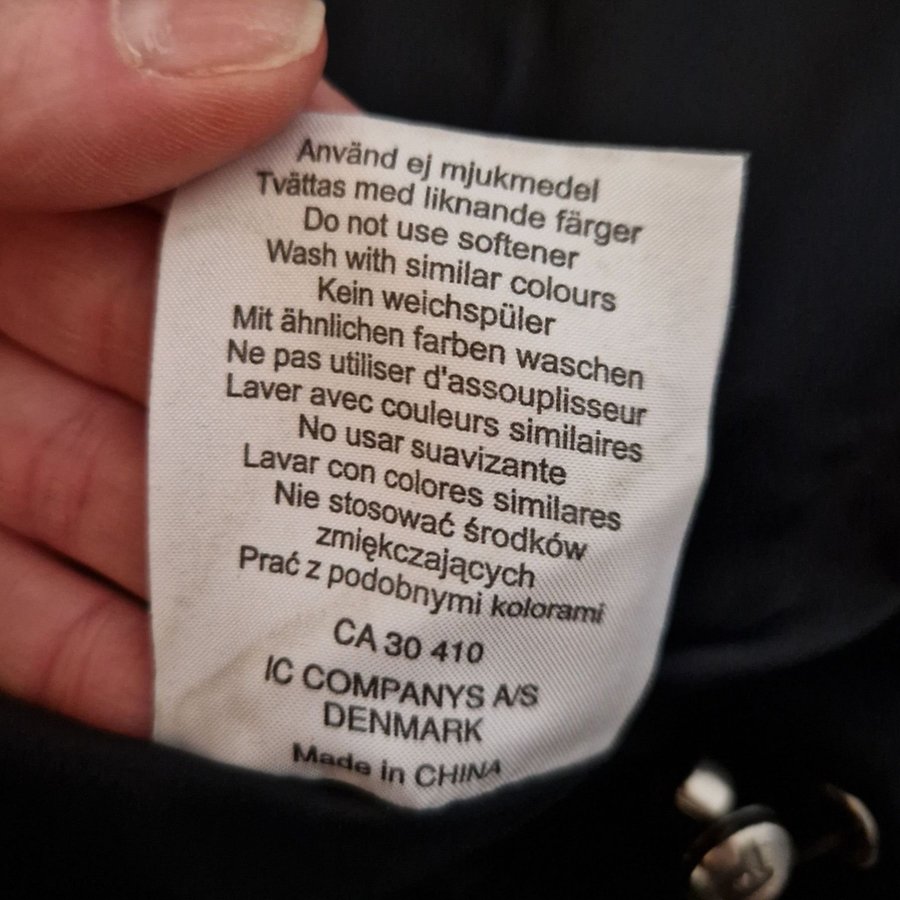 Använd ej mjukmedel
Tvättas med liknande färger
Do not use softener
Wash with similar colours
Kein weichspüler
Mit ähnlichen farben waschen
Ne pas utiliser d'assouplisseur
Laver avec couleurs similaires
No usar suavizante
Lavar con colores similares
Nie stosować środków
zmiękczających
Prać z podobnymi kolorami
CA 30 410
IC COMPANYS A/S
DENMARK
Made in CHINA